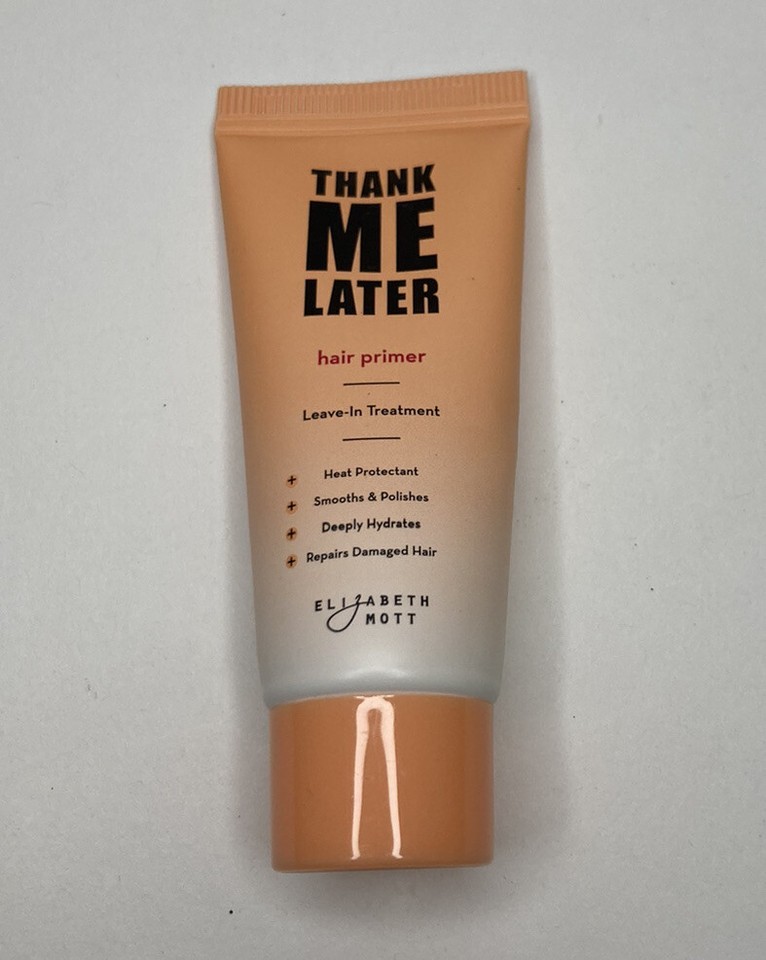 THANK
ME
LATER
hair primer
Leave-In Treatment
+ Heat Protectant
+ Smooths & Polishes
+ Deeply Hydrates
+ Repairs Damaged Hair
ELIZABETH
MOTT